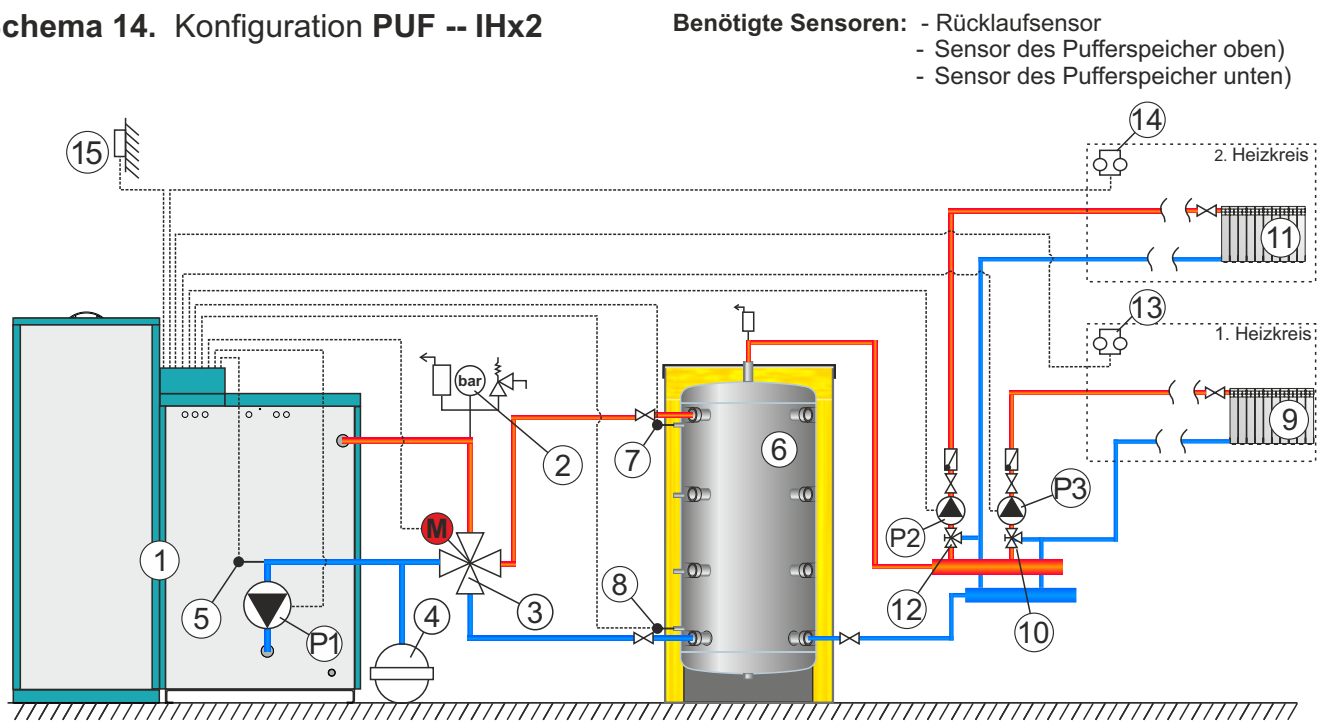 chema 14. Konfiguration PUF -- IHx2
Benötigte Sensoren: - Rücklaufsensor
- Sensor des Pufferspeicher oben)
- Sensor des Pufferspeicher unten)
14
15
2. Heizkreis
11
13
1. Heizkreis
bar
9
2
7
6
P3
P2
M
1
5
P1
4
3
8
12
10